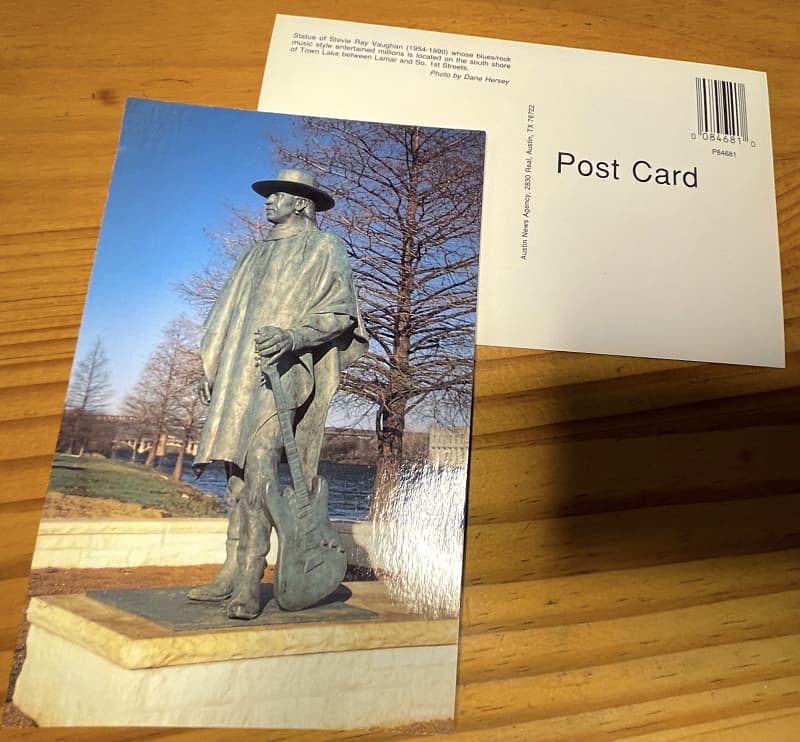 Statue of Stevie Ray Vaughan (1954-1990) whose blues/rock
music style entertained millions is located on the south shore
of Town Lake between Lamar and So. 1st Streets.
Photo by Dane Hersey
Austin News Agency, 2830 Real, Austin, TX 78722
Post Card
0 084681 0
P84681